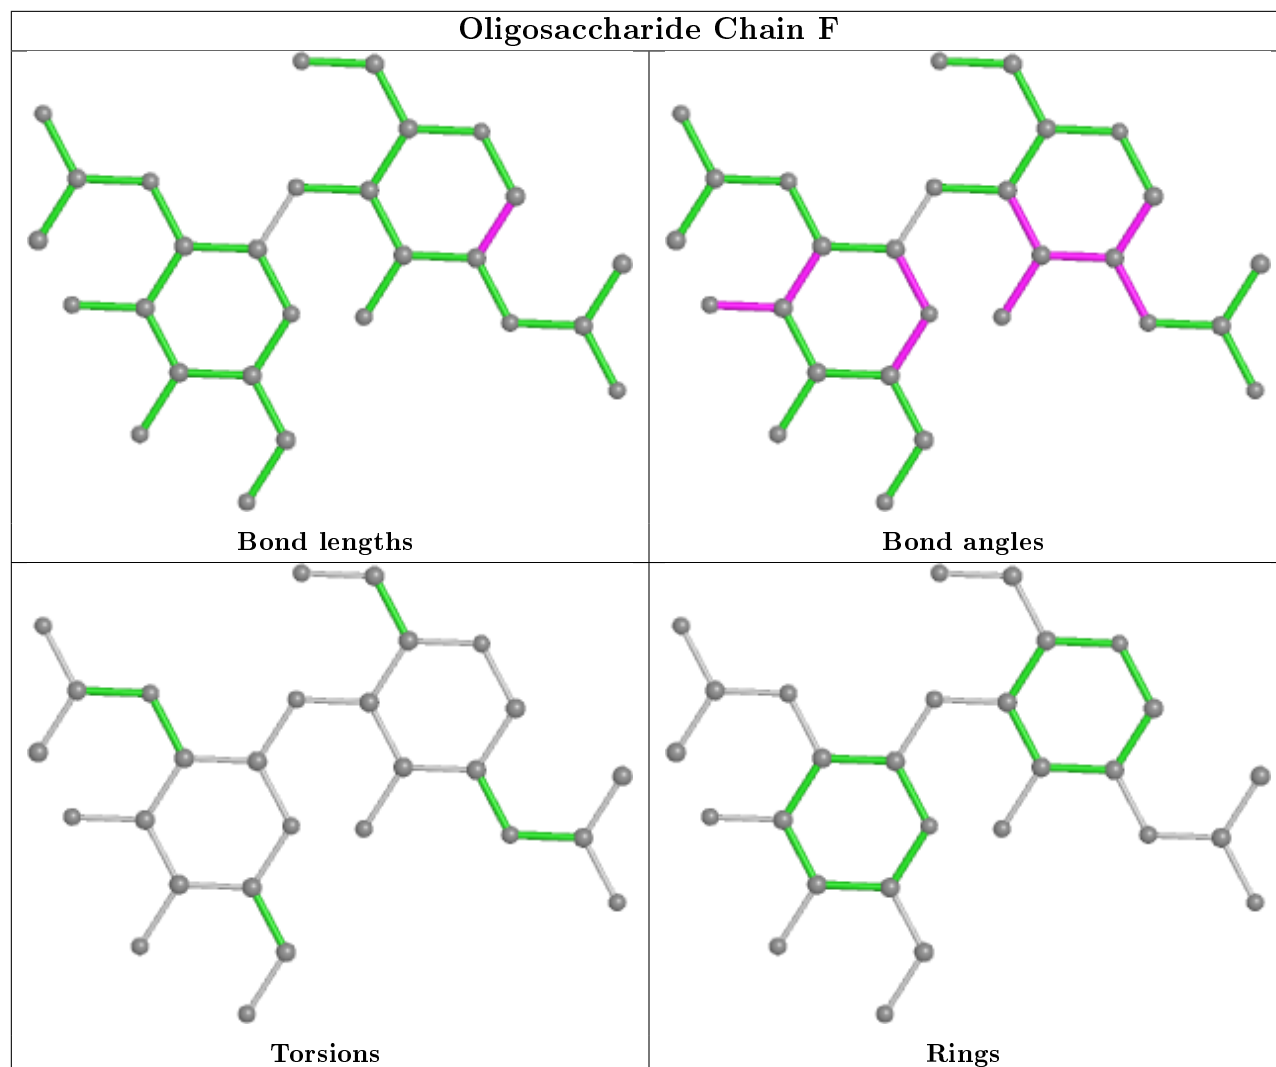 Oligosaccharide Chain F
Bond lengths
Bond angles
Torsions
Rings